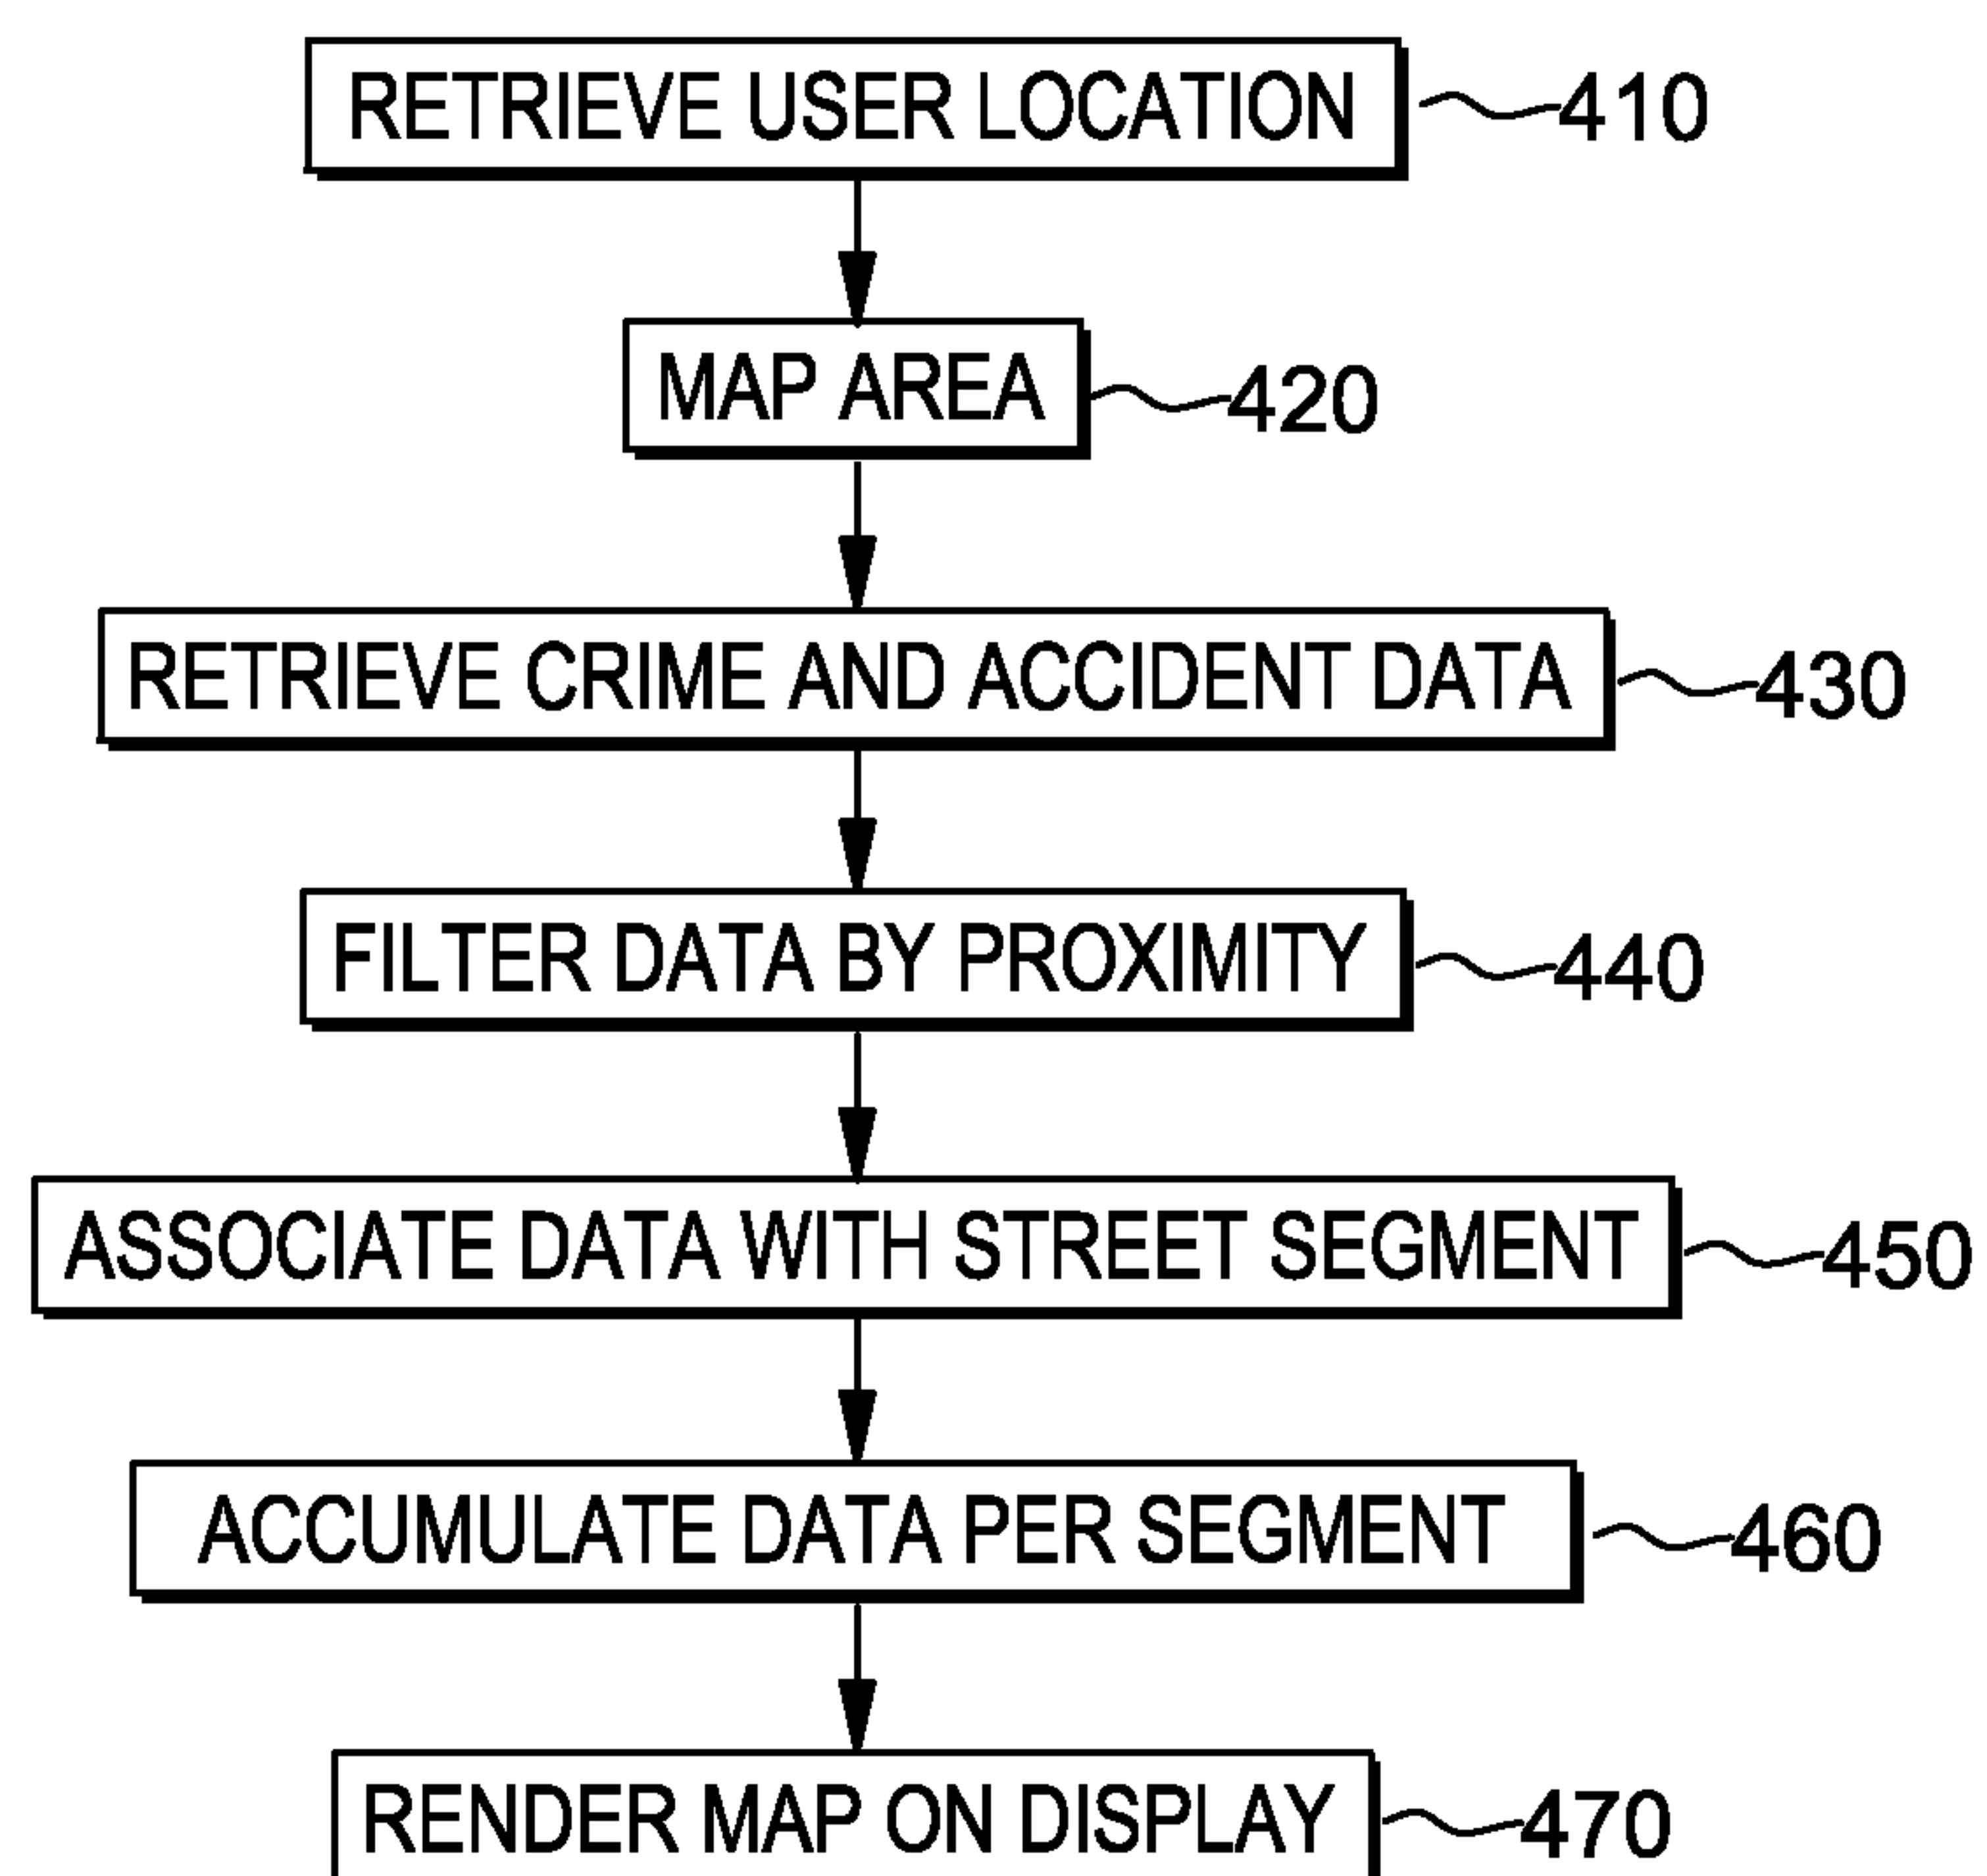 RETRIEVE USER LOCATION 410
MAP AREA 420
RETRIEVE CRIME AND ACCIDENT DATA 430
FILTER DATA BY PROXIMITY 440
ASSOCIATE DATA WITH STREET SEGMENT 450
ACCUMULATE DATA PER SEGMENT 460
RENDER MAP ON DISPLAY 470